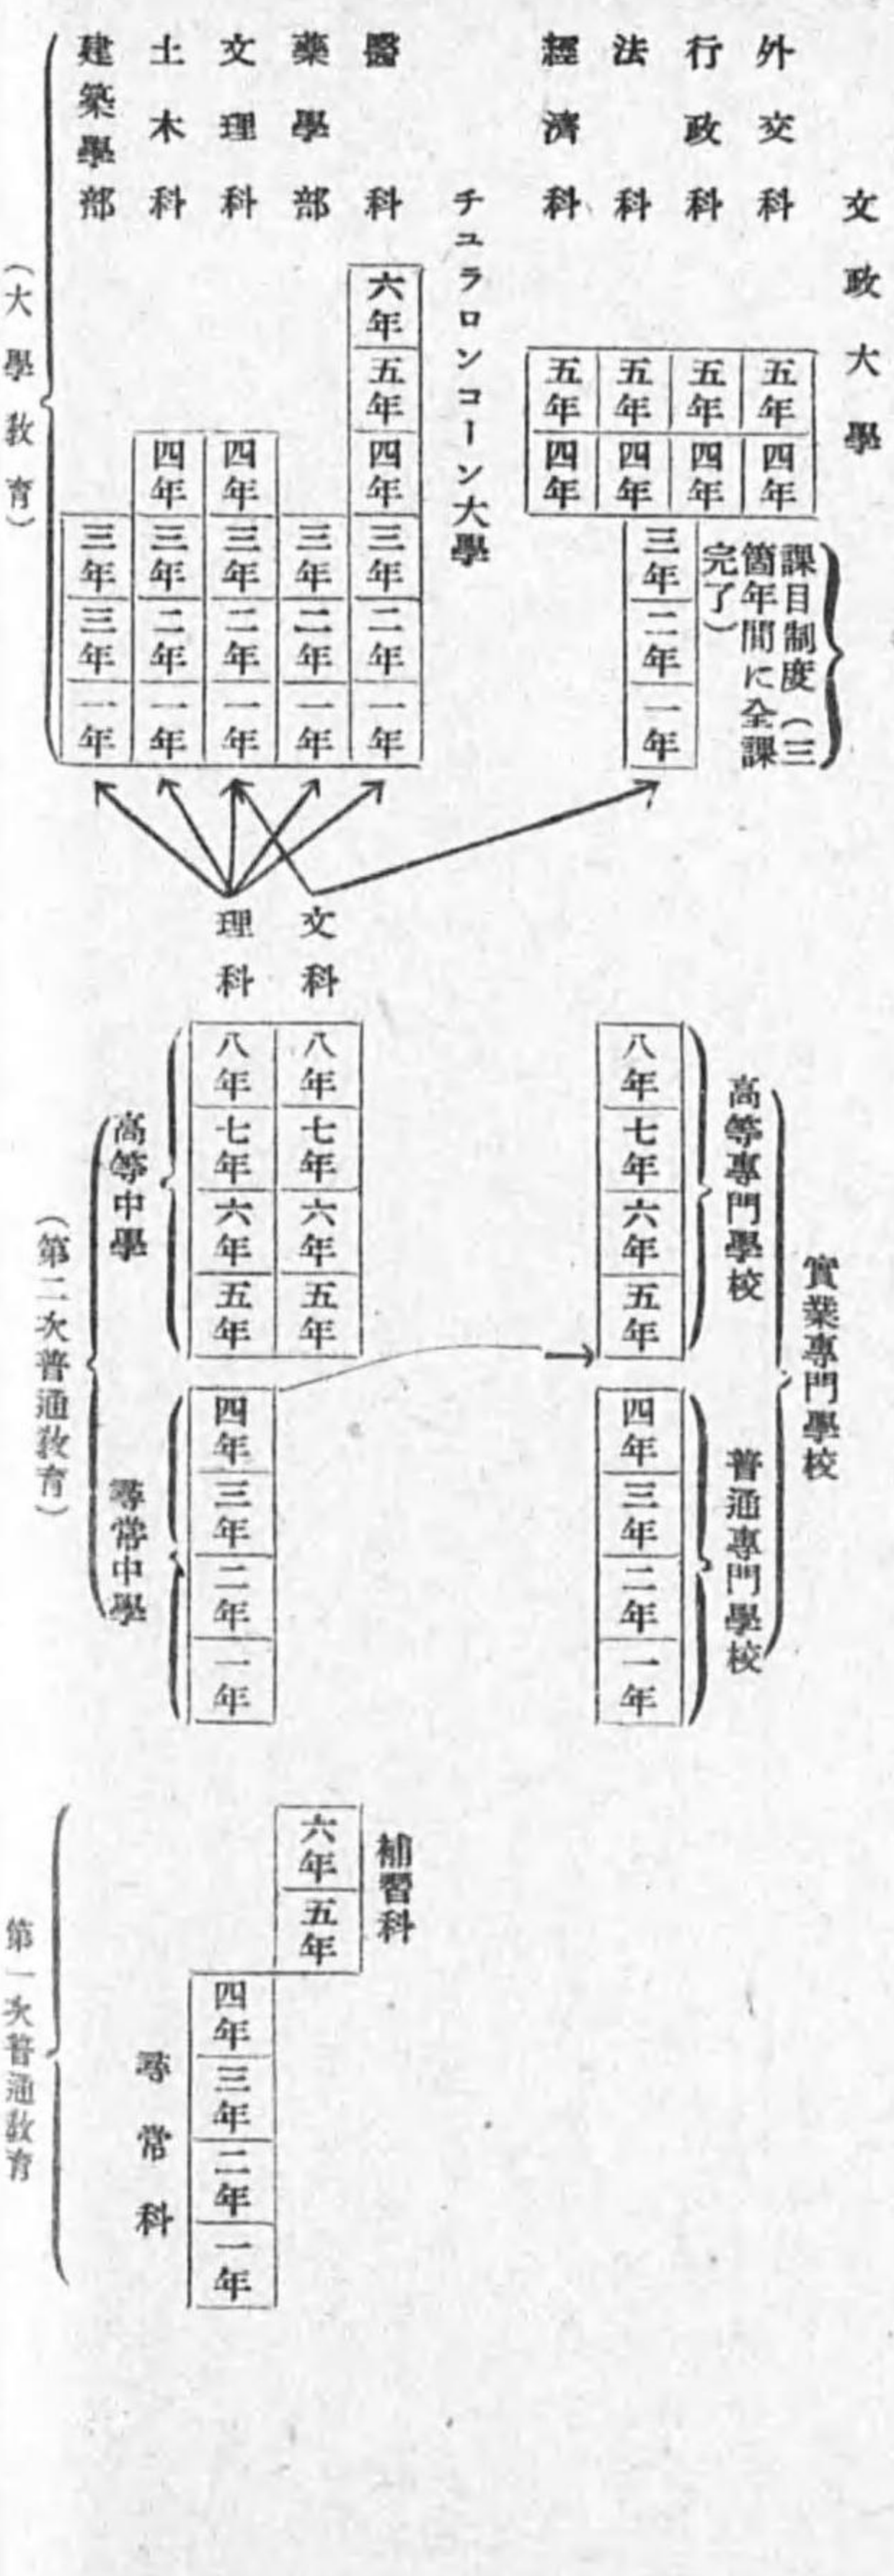 文政大學
外交科
行政科
法科
經濟科
五年 四年
五年 四年
五年 四年
五年 四年
課目制度（三
箇年間に全課
完了）
三年 二年 一年
チュラロンコーン大學
醫科
藥學部
文理科
土木科
建築學部
六年 五年 四年 三年 二年 一年
三年 二年 一年
四年 三年 二年 一年
四年 三年 二年 一年
三年 三年 一年
（大學教育）
實業專門學校
高等專門學校
八年 七年 六年 五年
普通專門學校
四年 三年 二年 一年
文科
理科
八年 七年 六年 五年
八年 七年 六年 五年
高等中學
四年 三年 二年 一年
尋常中學
（第二次普通教育）
補習科
六年 五年
四年 三年 二年 一年
尋常科
第一次普通教育